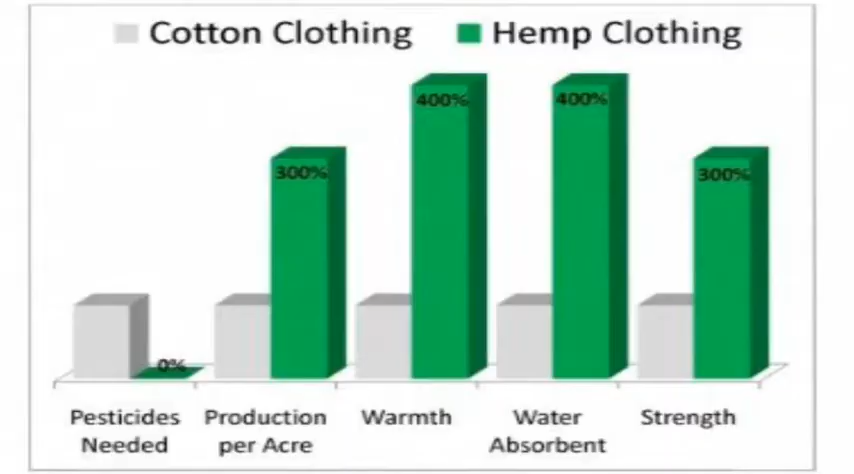 Cotton Clothing Hemp Clothing
400% 400%
300% 300%
0%
Pesticides Production Warmth Water Strength
Needed per Acre Absorbent